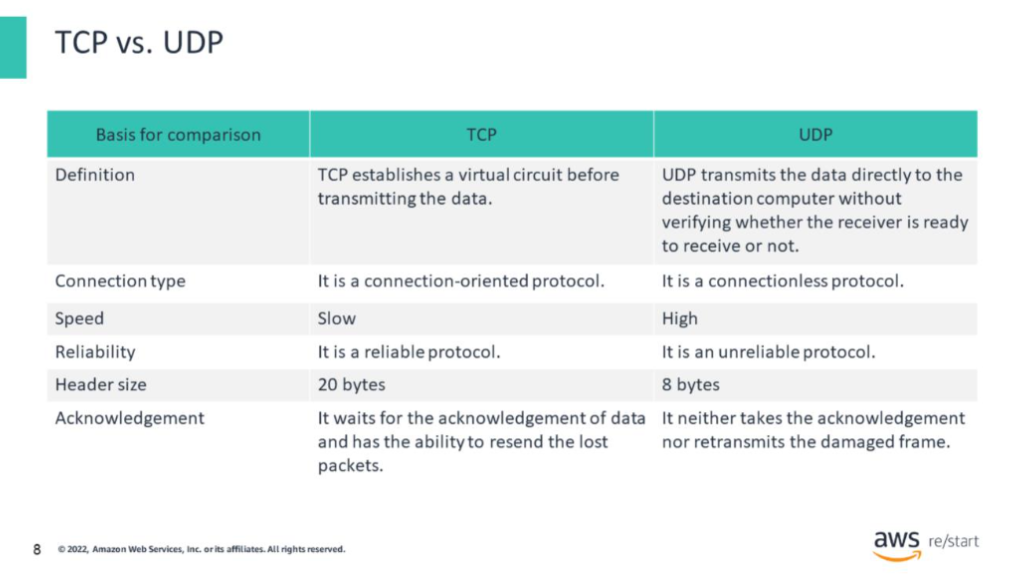 TCP vs. UDP
Basis for comparison
TCP
UDP
Definition
TCP establishes a virtual circuit before
transmitting the data.
UDP transmits the data directly to the
destination computer without
verifying whether the receiver is ready
to receive or not.
Connection type
It is a connection-oriented protocol.
It is a connectionless protocol.
Speed
Slow
High
Reliability
It is a reliable protocol.
It is an unreliable protocol.
Header size
20 bytes
8 bytes
Acknowledgement
It waits for the acknowledgement of data
and has the ability to resend the lost
packets.
It neither takes the acknowledgement
nor retransmits the damaged frame.
8
© 2022, Amazon Web Services, Inc. or its affiliates. All rights reserved.
aws re/start